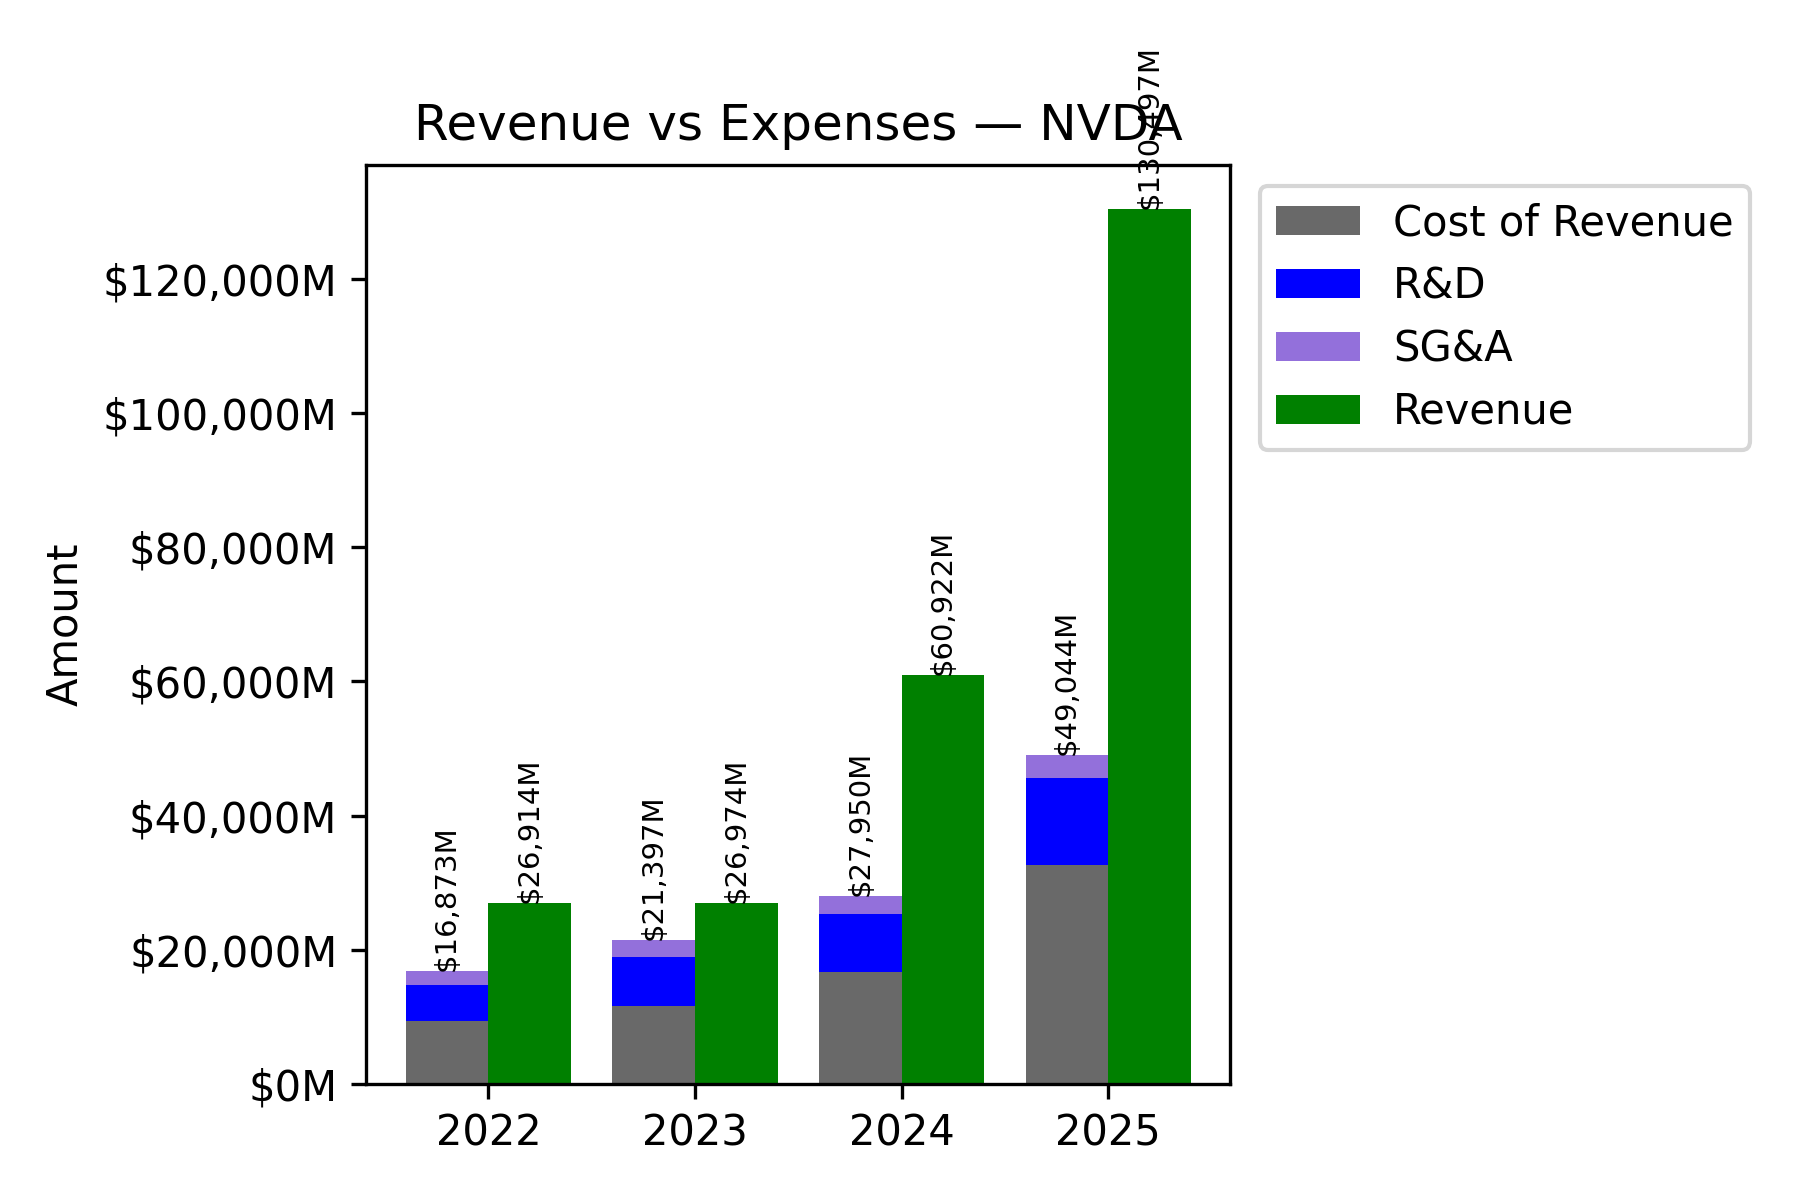 Revenue vs Expenses — NVDA
$130,497M
Cost of Revenue
R&D
SG&A
Revenue
Amount
$120,000M
$100,000M
$80,000M
$60,000M
$40,000M
$20,000M
$0M
$16,873M
$26,914M
$21,397M
$26,974M
$27,950M
$60,922M
$49,044M
2022
2023
2024
2025